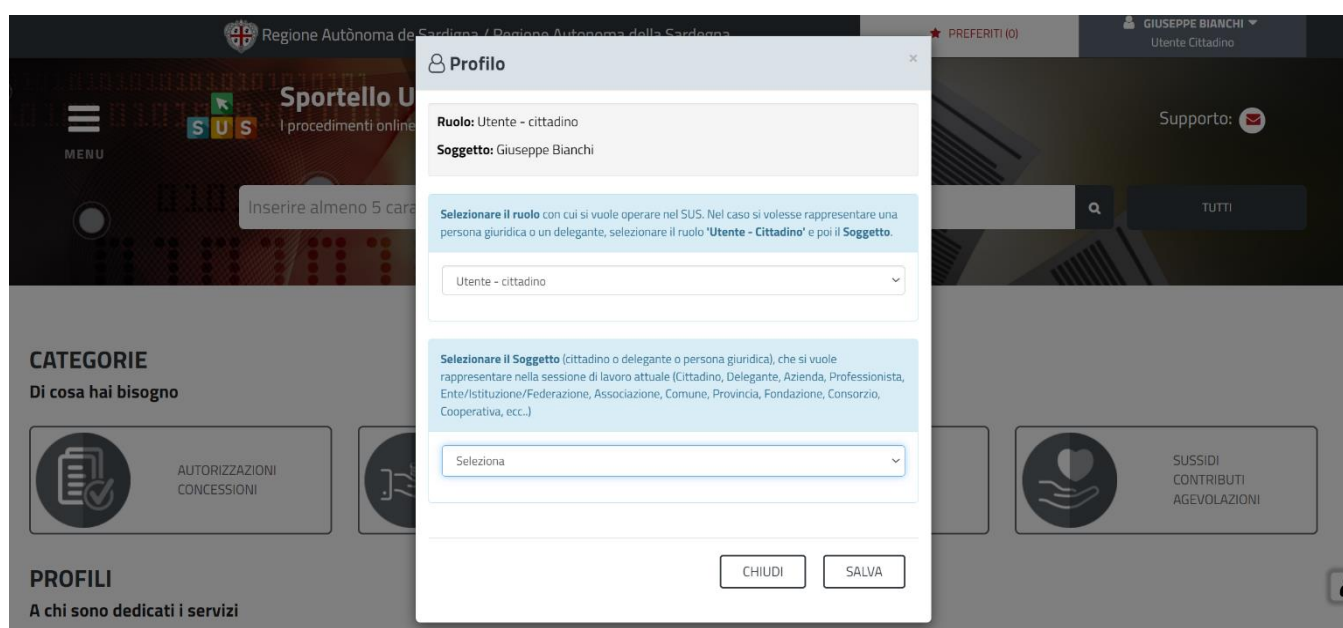 Regione Autònoma de Sardigna / Regione Autonoma della Sardegna
PREFERITI (0)
GIUSEPPE BIANCHI
Utente Cittadino
MENU
SUS
Sportello U
I procedimenti online
Supporto:
Inserire almeno 5 cara
TUTTI
Profilo
×
Ruolo: Utente - cittadino
Soggetto: Giuseppe Bianchi
Selezionare il ruolo con cui si vuole operare nel SUS. Nel caso si volesse rappresentare una
persona giuridica o un delegante, selezionare il ruolo 'Utente - Cittadino' e poi il Soggetto.
Utente - cittadino
Selezionare il Soggetto (cittadino o delegante o persona giuridica), che si vuole
rappresentare nella sessione di lavoro attuale (Cittadino, Delegante, Azienda, Professionista,
Ente/Istituzione/Federazione, Associazione, Comune, Provincia, Fondazione, Consorzio,
Cooperativa, ecc..)
Seleziona
CHIUDI
SALVA
CATEGORIE
Di cosa hai bisogno
AUTORIZZAZIONI
CONCESSIONI
SUSSIDI
CONTRIBUTI
AGEVOLAZIONI
PROFILI
A chi sono dedicati i servizi